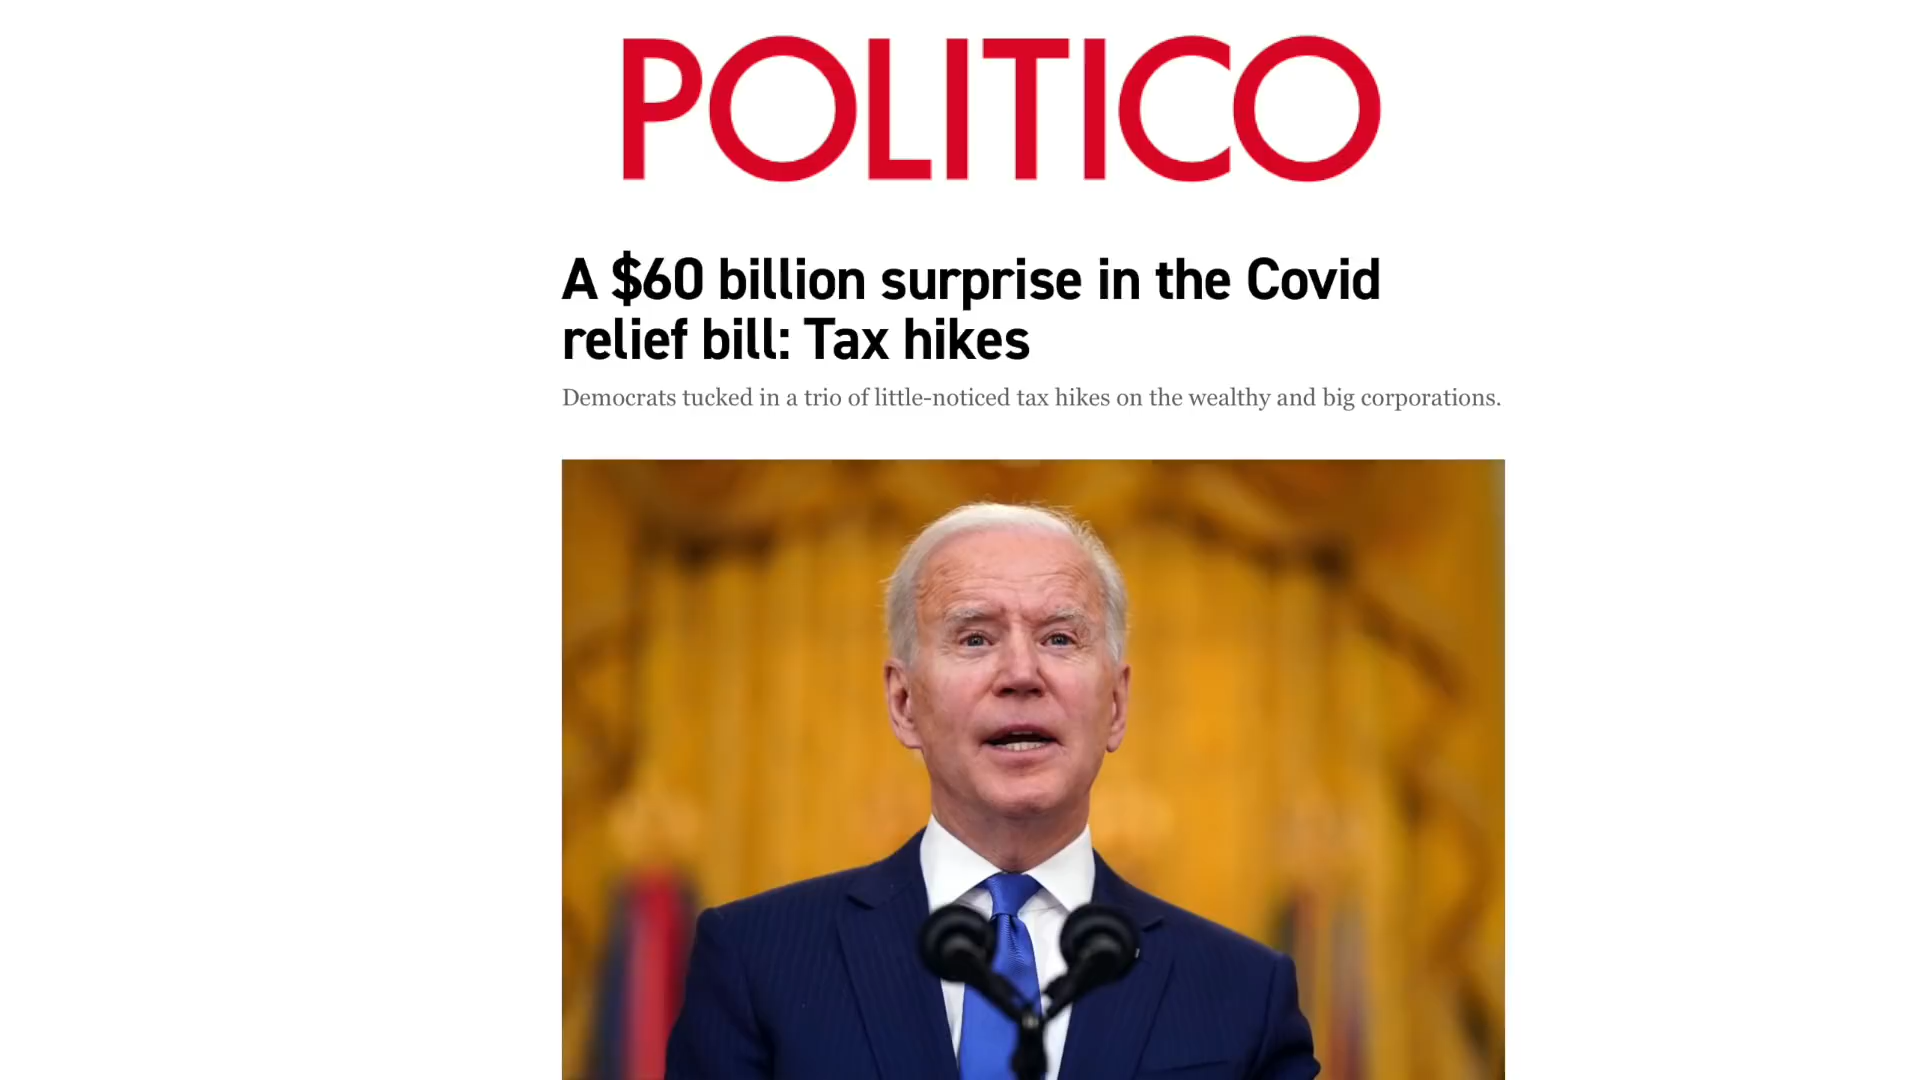 POLITICO
A $60 billion surprise in the Covid
relief bill: Tax hikes
Democrats tucked in a trio of little-noticed tax hikes on the wealthy and big corporations.